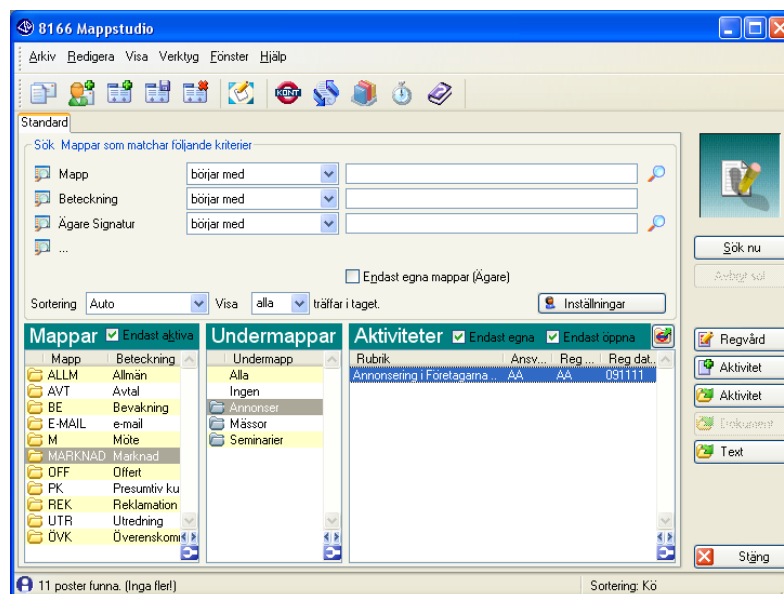 8166 Mappstudio
Arkiv Redigera Visa Verktyg Fönster Hjälp
KONT
Standard
Sök Mappar som matchar följande kriterier
Mapp börjar med
Beteckning börjar med
Ägare Signatur börjar med
...
Endast egna mappar (Ägare)
Sortering Auto Visa alla träffar i taget. Inställningar
Sök nu
Avbryt sök
Mappar Endast aktiva Undermappar Aktiviteter Endast egna Endast öppna
Mapp Beteckning Undermapp Rubrik Ansv... Reg ... Reg dat...
ALLM Allmän Alla Annonsering i Företagarna... AA AA 091111
AVT Avtal Ingen
BE Bevakning Annonser
E-MAIL e-mail Mässor
M Möte Seminarier
MARKNAD Marknad
OFF Offert
PK Presumtiv ku
REK Reklamation
UTR Utredning
ÖVK Överenskomr
Regvård
Aktivitet
Aktivitet
Dokument
Text
Stäng
11 poster funna. (Inga fler!) Sortering: Kö